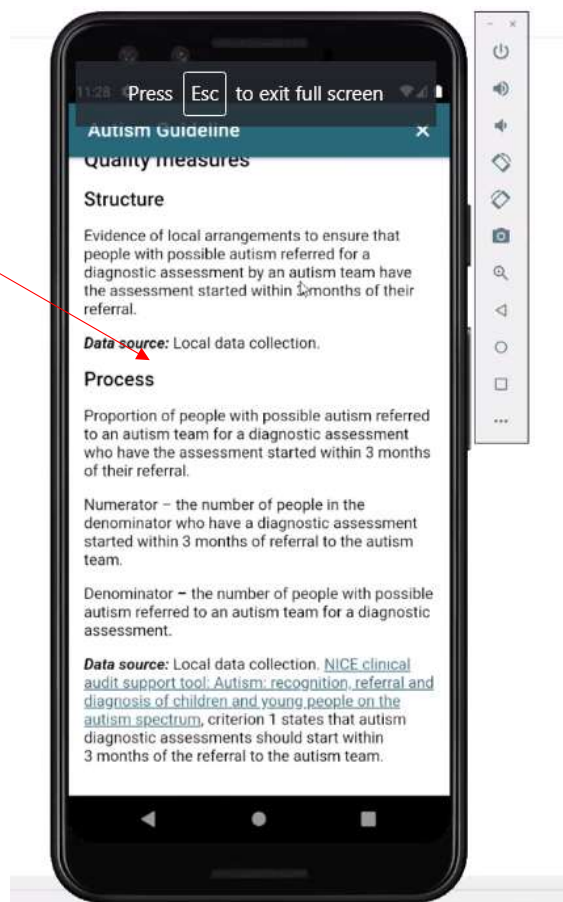 Press Esc to exit full screen
11:28
Autism Guideline
Quality measures
Structure
Evidence of local arrangements to ensure that
people with possible autism referred for a
diagnostic assessment by an autism team have
the assessment started within months of their
referral.
Data source: Local data collection.
Process
Proportion of people with possible autism referred
to an autism team for a diagnostic assessment
who have the assessment started within 3 months
of their referral.
Numerator – the number of people in the
denominator who have a diagnostic assessment
started within 3 months of referral to the autism
team.
Denominator – the number of people with possible
autism referred to an autism team for a diagnostic
assessment.
Data source: Local data collection. NICE clinical
audit support tool: Autism: recognition, referral and
diagnosis of children and young people on the
autism spectrum, criterion 1 states that autism
diagnostic assessments should start within
3 months of the referral to the autism team.